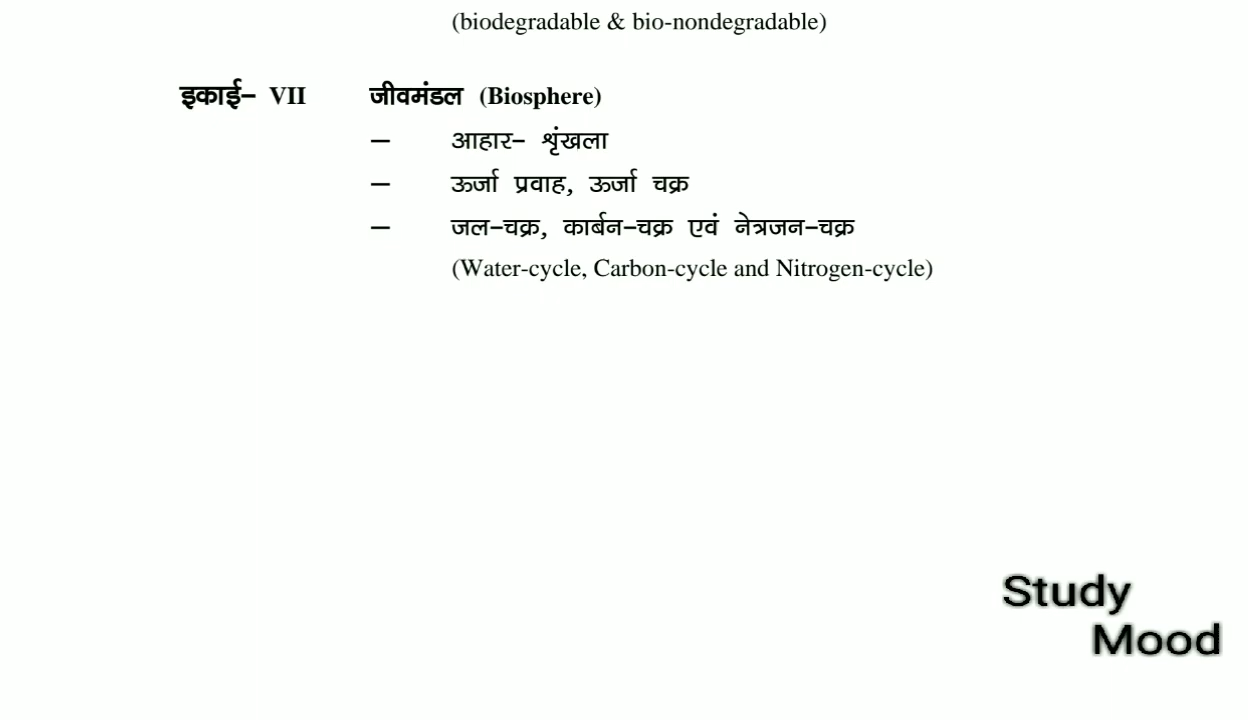 (biodegradable & bio-nondegradable)
इकाई– VII जीवमंडल (Biosphere)
— आहार– श्रृंखला
— ऊर्जा प्रवाह, ऊर्जा चक्र
— जल–चक्र, कार्बन–चक्र एवं नेत्रजन–चक्र
(Water-cycle, Carbon-cycle and Nitrogen-cycle)
Study
Mood